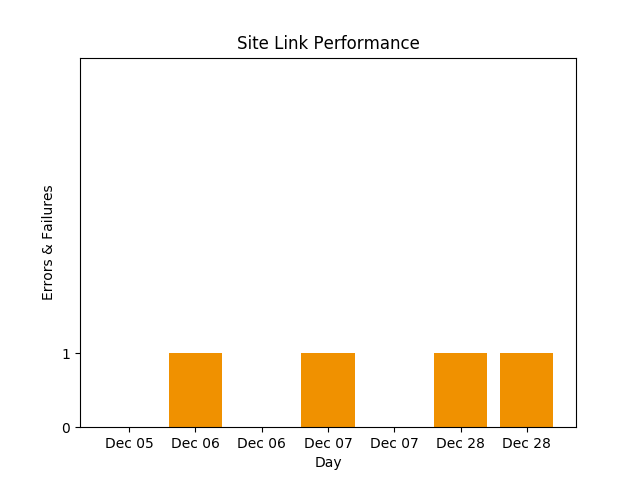 Site Link Performance
Errors & Failures
1
0
Dec 05 Dec 06 Dec 06 Dec 07 Dec 07 Dec 28 Dec 28
Day